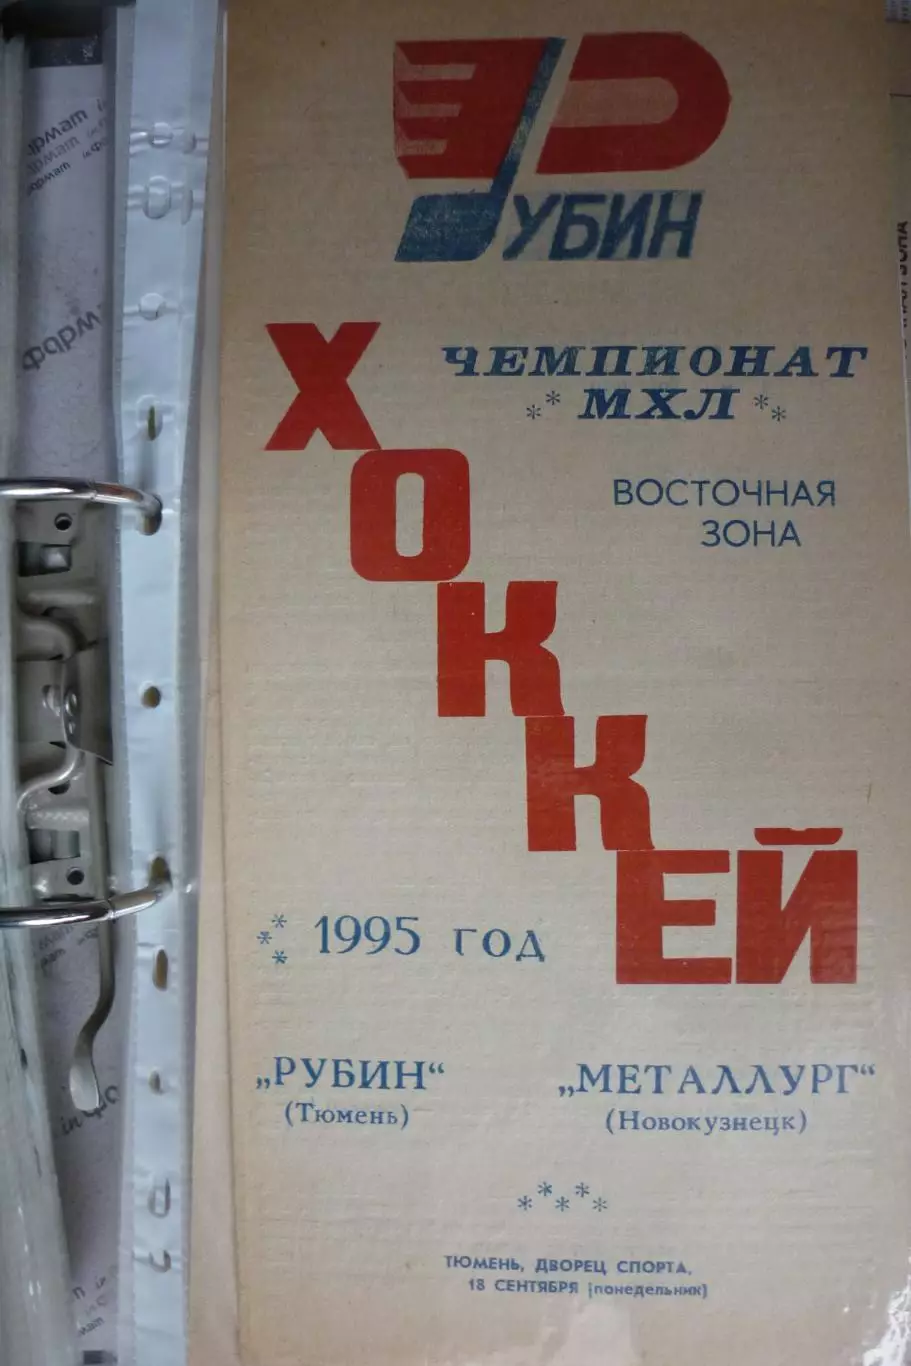 РУБИН
ЧЕМПИОНАТ
МХЛ
ХОККЕЙ
ВОСТОЧНАЯ
ЗОНА
1995 год
„РУБИН“
(Тюмень)
„МЕТАЛЛУРГ“
(Новокузнецк)
ТЮМЕНЬ, ДВОРЕЦ СПОРТА,
18 СЕНТЯБРЯ (понедельник)